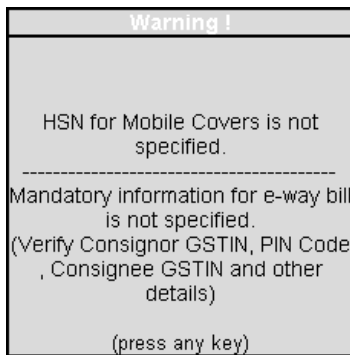 Warning !
HSN for Mobile Covers is not
specified.
-----------------------------------------
Mandatory information for e-way bill
is not specified.
(Verify Consignor GSTIN, PIN Code
, Consignee GSTIN and other
details)
(press any key)